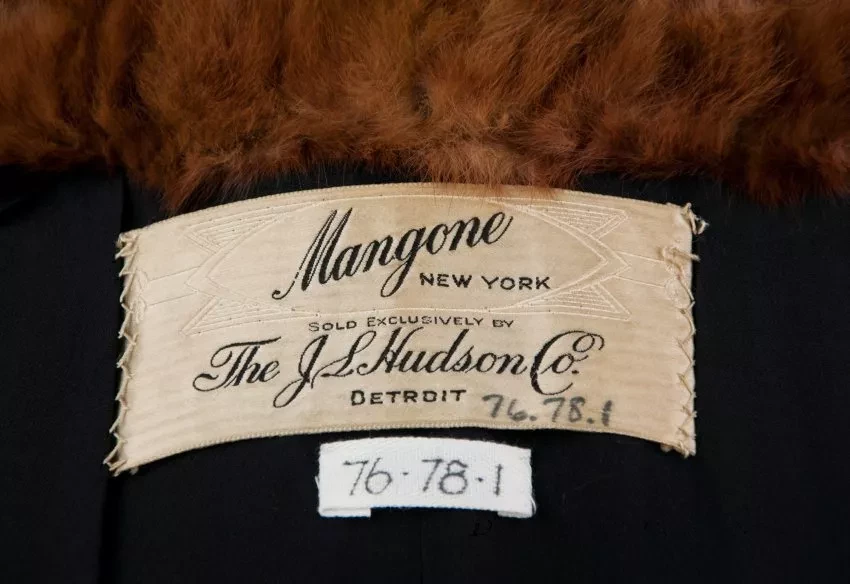 Mangone
NEW YORK
SOLD EXCLUSIVELY BY
The J L Hudson Co.
DETROIT
76.78.1
76-78-1